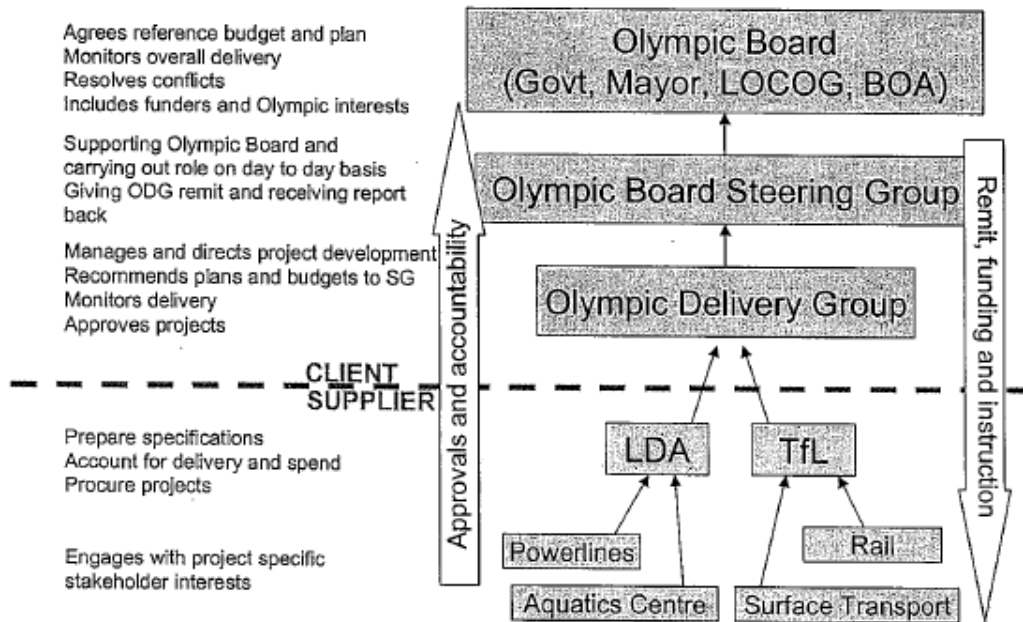 Agrees reference budget and plan
Monitors overall delivery
Resolves conflicts
Includes funders and Olympic interests
Olympic Board
(Govt, Mayor, LOCOG, BOA)
Supporting Olympic Board and
carrying out role on day to day basis
Giving ODG remit and receiving report
back
Olympic Board Steering Group
Manages and directs project development
Recommends plans and budgets to SG
Monitors delivery
Approves projects
Olympic Delivery Group
Approvals and accountability
Remit, funding and instruction
CLIENT
SUPPLIER
Prepare specifications
Account for delivery and spend
Procure projects
LDA
TfL
Engages with project specific
stakeholder interests
Powerlines
Rail
Aquatics Centre
Surface Transport